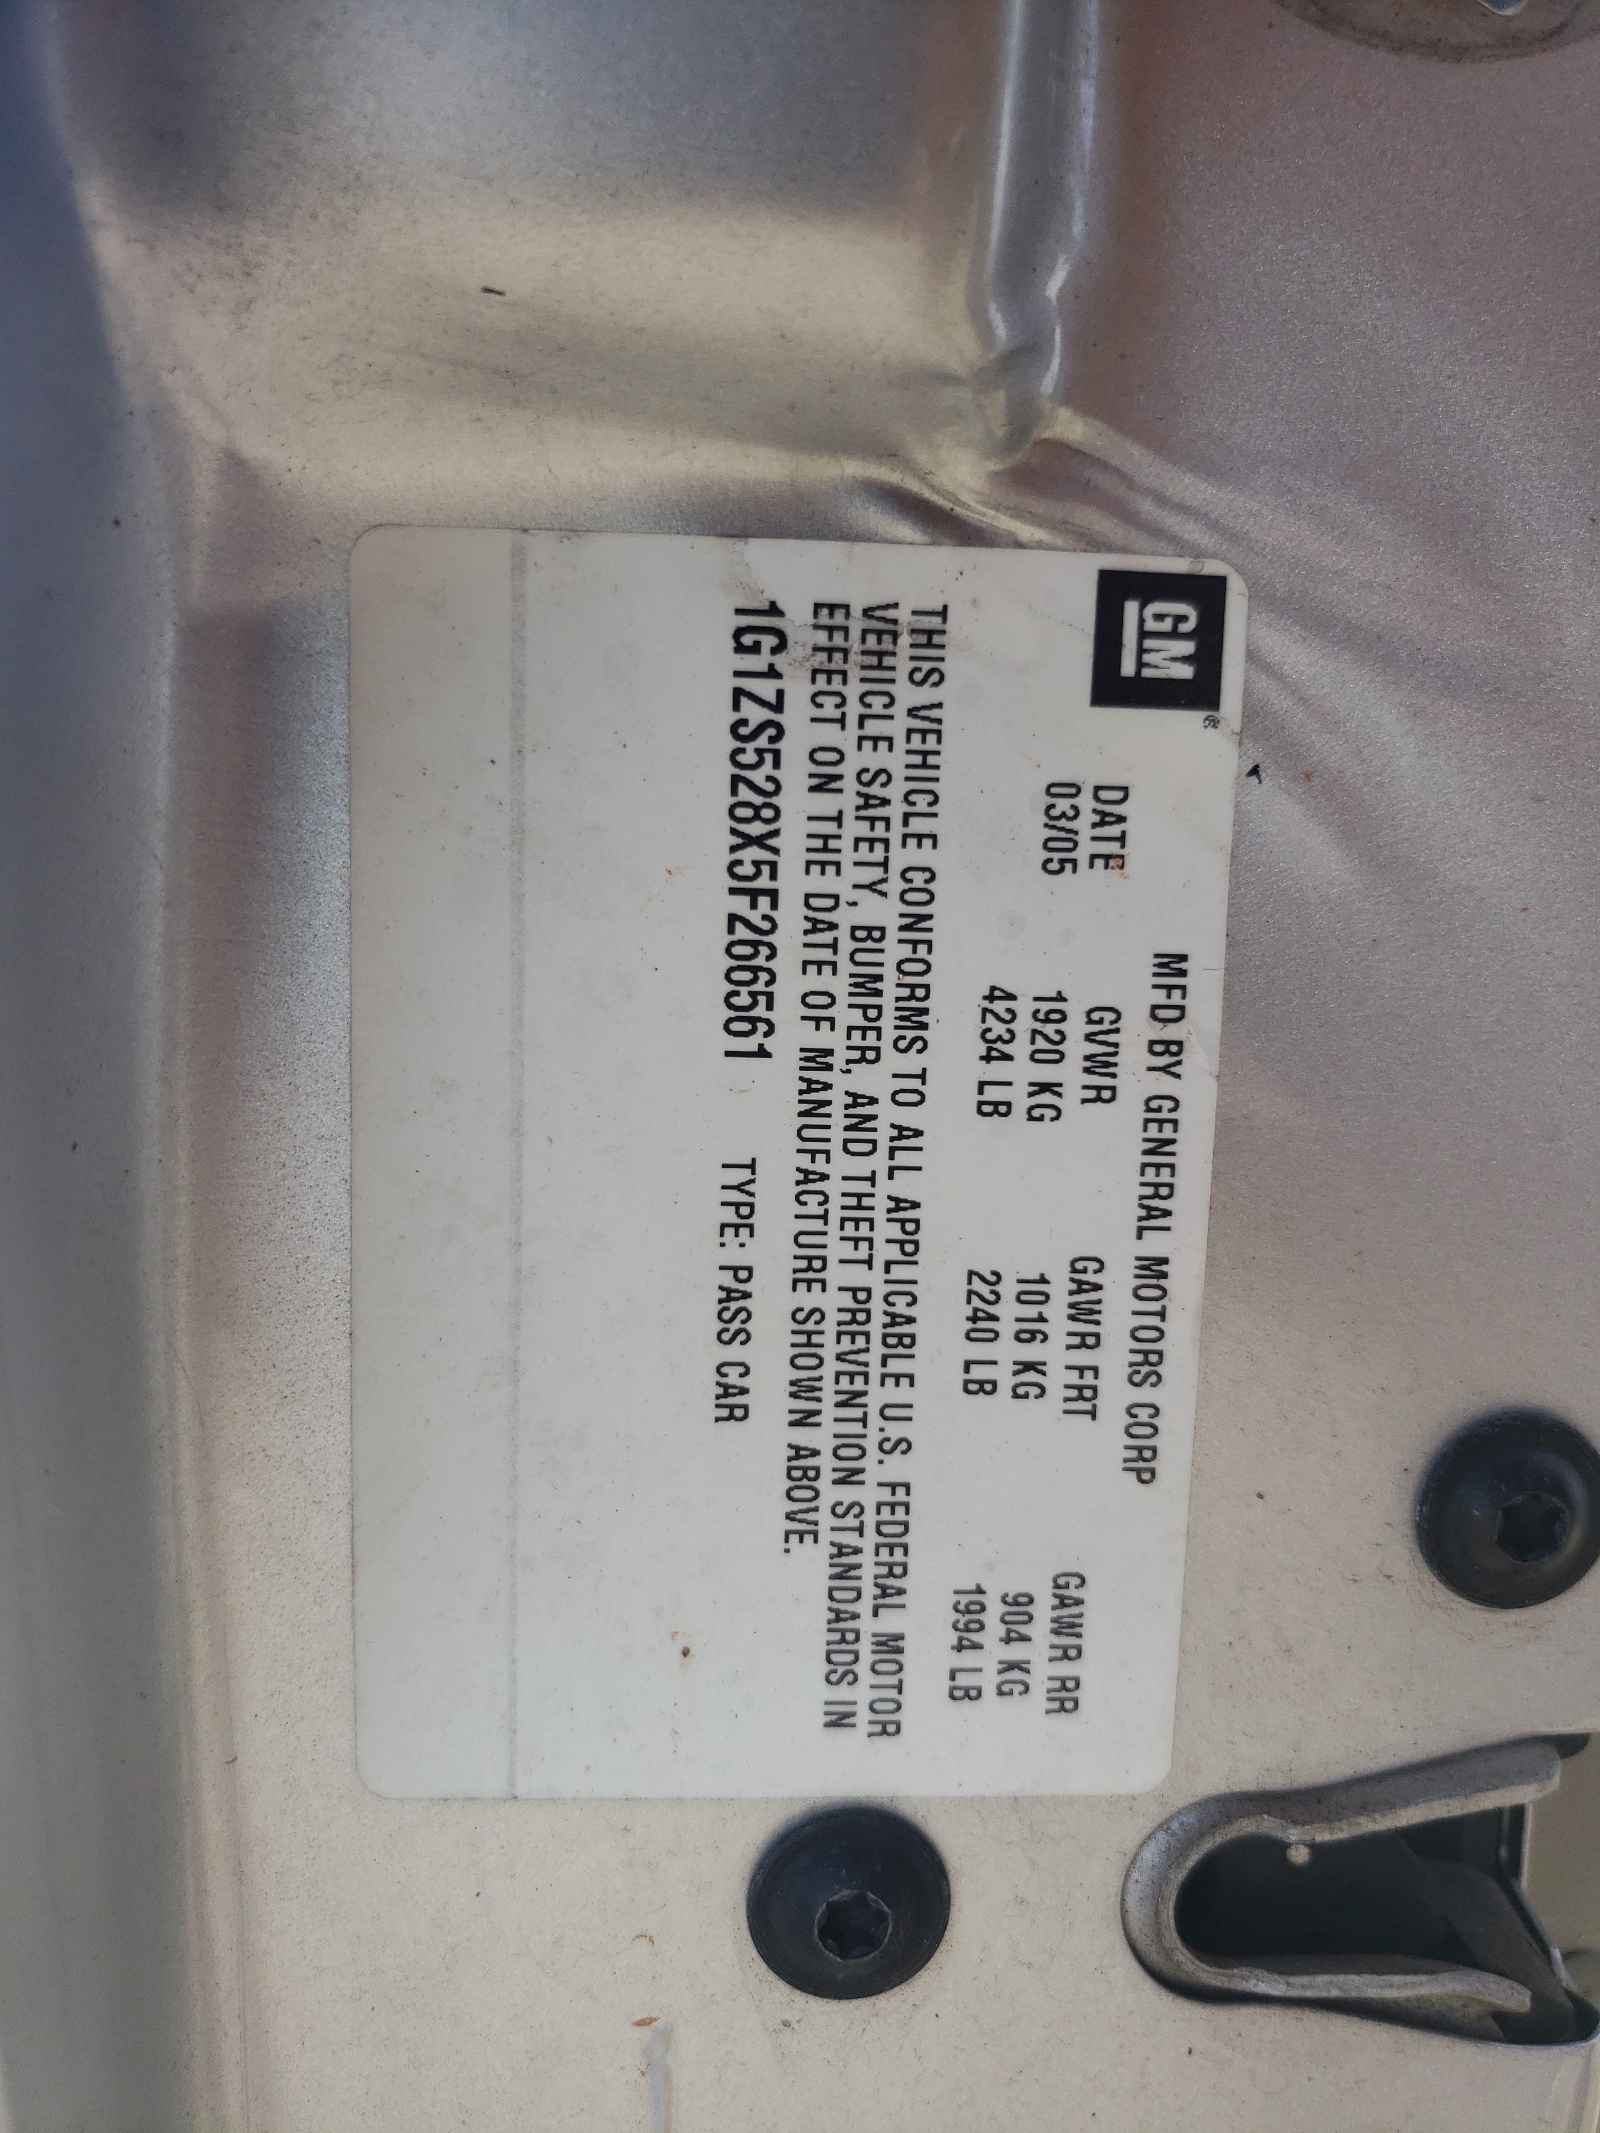 GM®
MFD BY GENERAL MOTORS CORP
DATE GVWR GAWR FRT GAWR RR
03/05 1920 KG 1016 KG 904 KG
4234 LB 2240 LB 1994 LB
THIS VEHICLE CONFORMS TO ALL APPLICABLE U.S. FEDERAL MOTOR
VEHICLE SAFETY, BUMPER, AND THEFT PREVENTION STANDARDS IN
EFFECT ON THE DATE OF MANUFACTURE SHOWN ABOVE.
1G1ZS528X5F266561 TYPE: PASS CAR